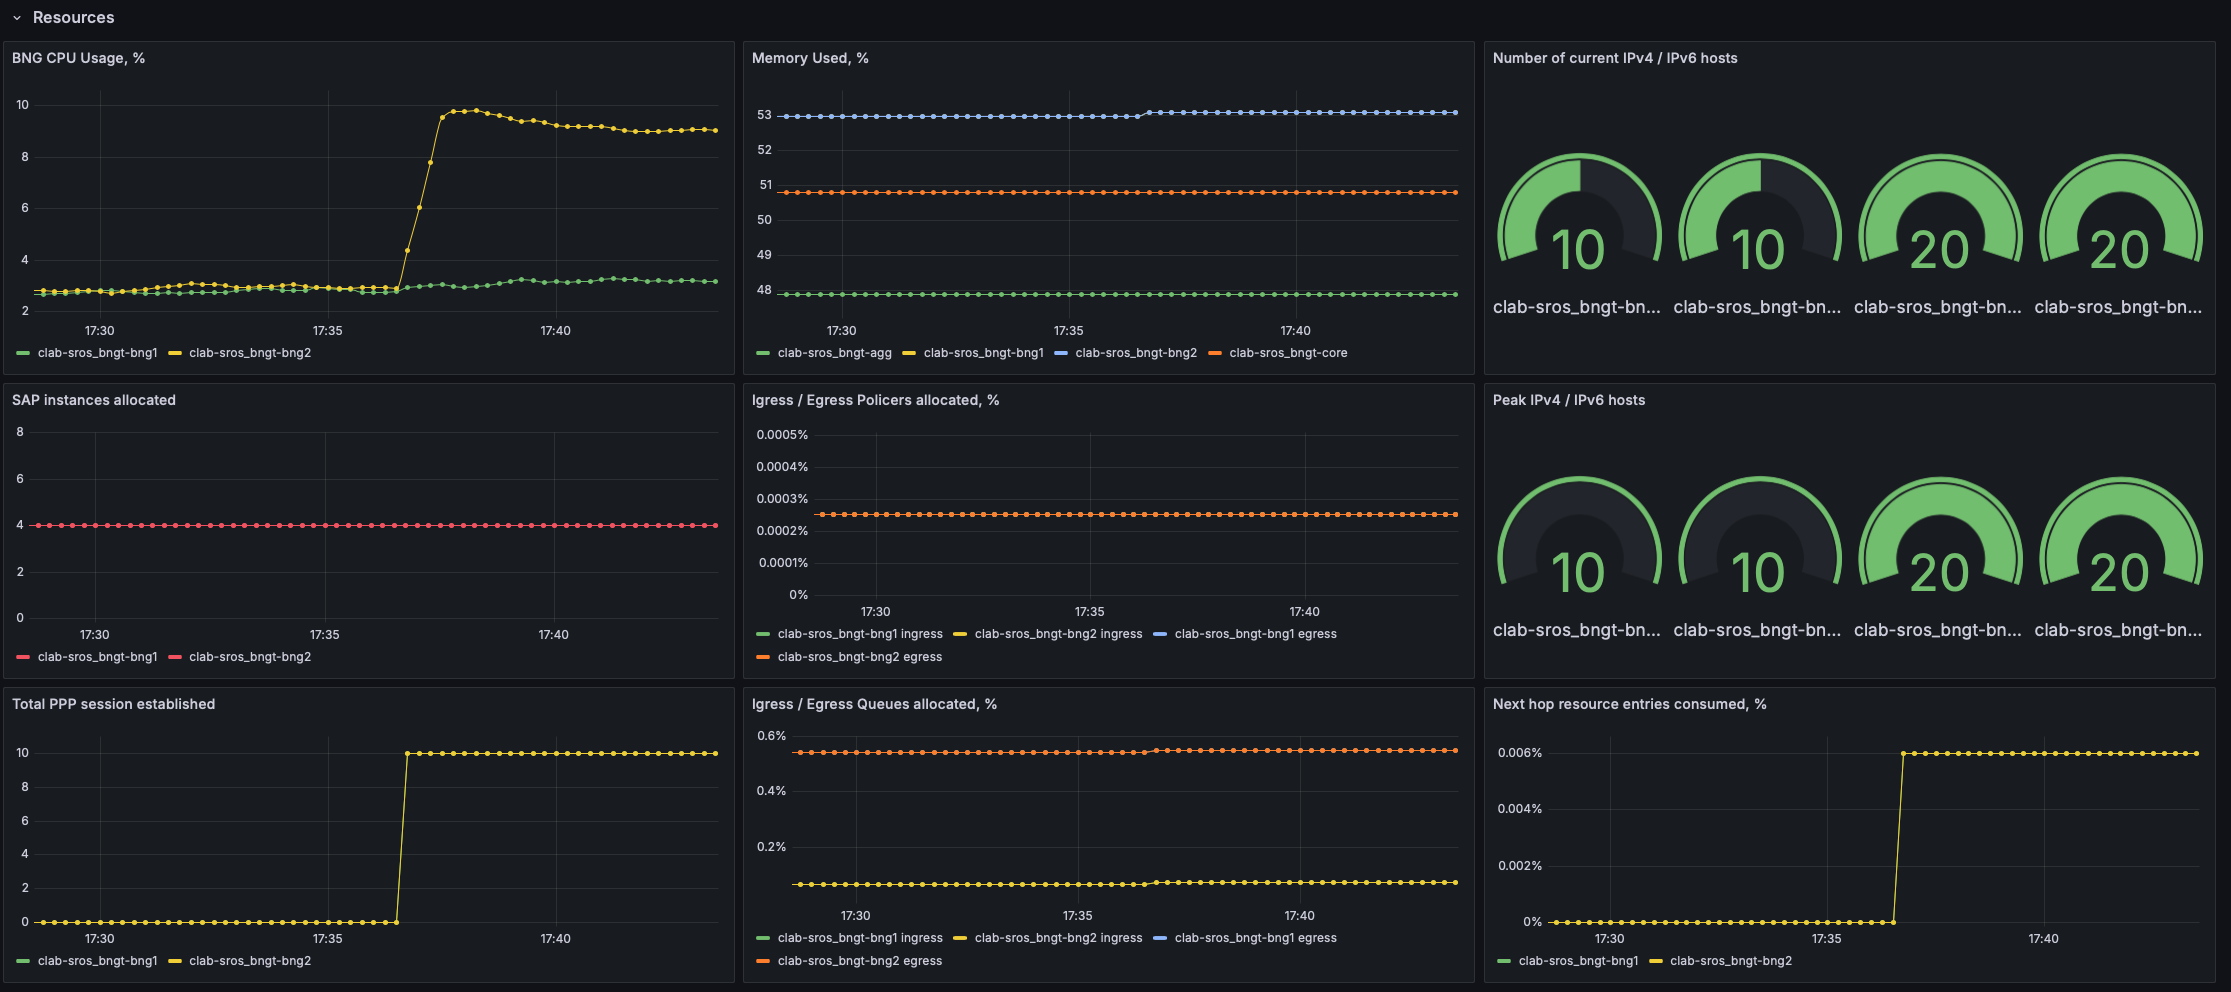 Resources
BNG CPU Usage, %
10
8
6
4
2
17:30 17:35 17:40
clab-sros_bngt-bng1 clab-sros_bngt-bng2
Memory Used, %
53
52
51
50
49
48
17:30 17:35 17:40
clab-sros_bngt-agg clab-sros_bngt-bng1 clab-sros_bngt-bng2 clab-sros_bngt-core
Number of current IPv4 / IPv6 hosts
10 10 20 20
clab-sros_bngt-bn... clab-sros_bngt-bn... clab-sros_bngt-bn... clab-sros_bngt-bn...
SAP instances allocated
8
6
4
2
0
17:30 17:35 17:40
clab-sros_bngt-bng1 clab-sros_bngt-bng2
Igress / Egress Policers allocated, %
0.0005%
0.0004%
0.0003%
0.0002%
0.0001%
0%
17:30 17:35 17:40
clab-sros_bngt-bng1 ingress clab-sros_bngt-bng2 ingress clab-sros_bngt-bng1 egress
clab-sros_bngt-bng2 egress
Peak IPv4 / IPv6 hosts
10 10 20 20
clab-sros_bngt-bn... clab-sros_bngt-bn... clab-sros_bngt-bn... clab-sros_bngt-bn...
Total PPP session established
10
8
6
4
2
0
17:30 17:35 17:40
clab-sros_bngt-bng1 clab-sros_bngt-bng2
Igress / Egress Queues allocated, %
0.6%
0.4%
0.2%
17:30 17:35 17:40
clab-sros_bngt-bng1 ingress clab-sros_bngt-bng2 ingress clab-sros_bngt-bng1 egress
clab-sros_bngt-bng2 egress
Next hop resource entries consumed, %
0.006%
0.004%
0.002%
0%
17:30 17:35 17:40
clab-sros_bngt-bng1 clab-sros_bngt-bng2